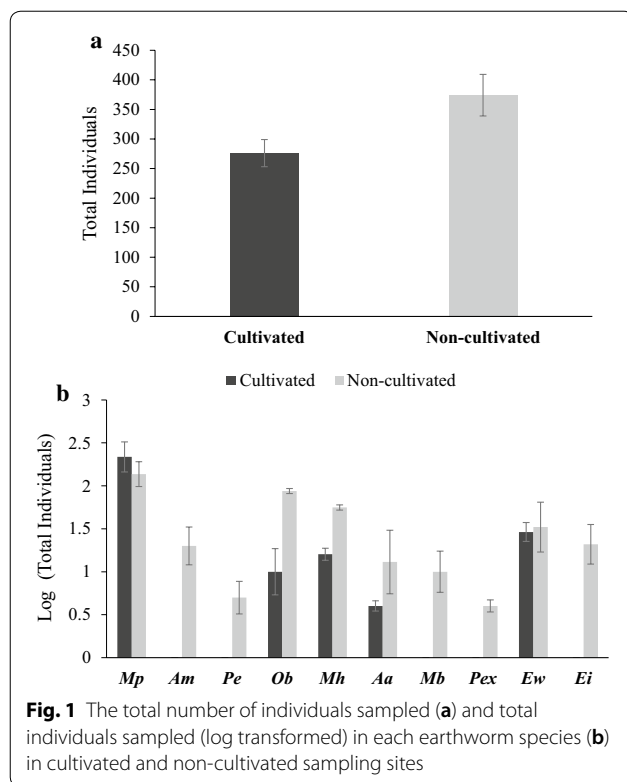 a
450
400
350
300
250
200
150
100
50
0
Total Individuals
Cultivated Non-cultivated
Cultivated Non-cultivated
b
3
2.5
2
1.5
1
0.5
0
Log (Total Individuals)
Mp Am Pe Ob Mh Aa Mb Pex Ew Ei
Fig. 1 The total number of individuals sampled (a) and total
individuals sampled (log transformed) in each earthworm species (b)
in cultivated and non-cultivated sampling sites